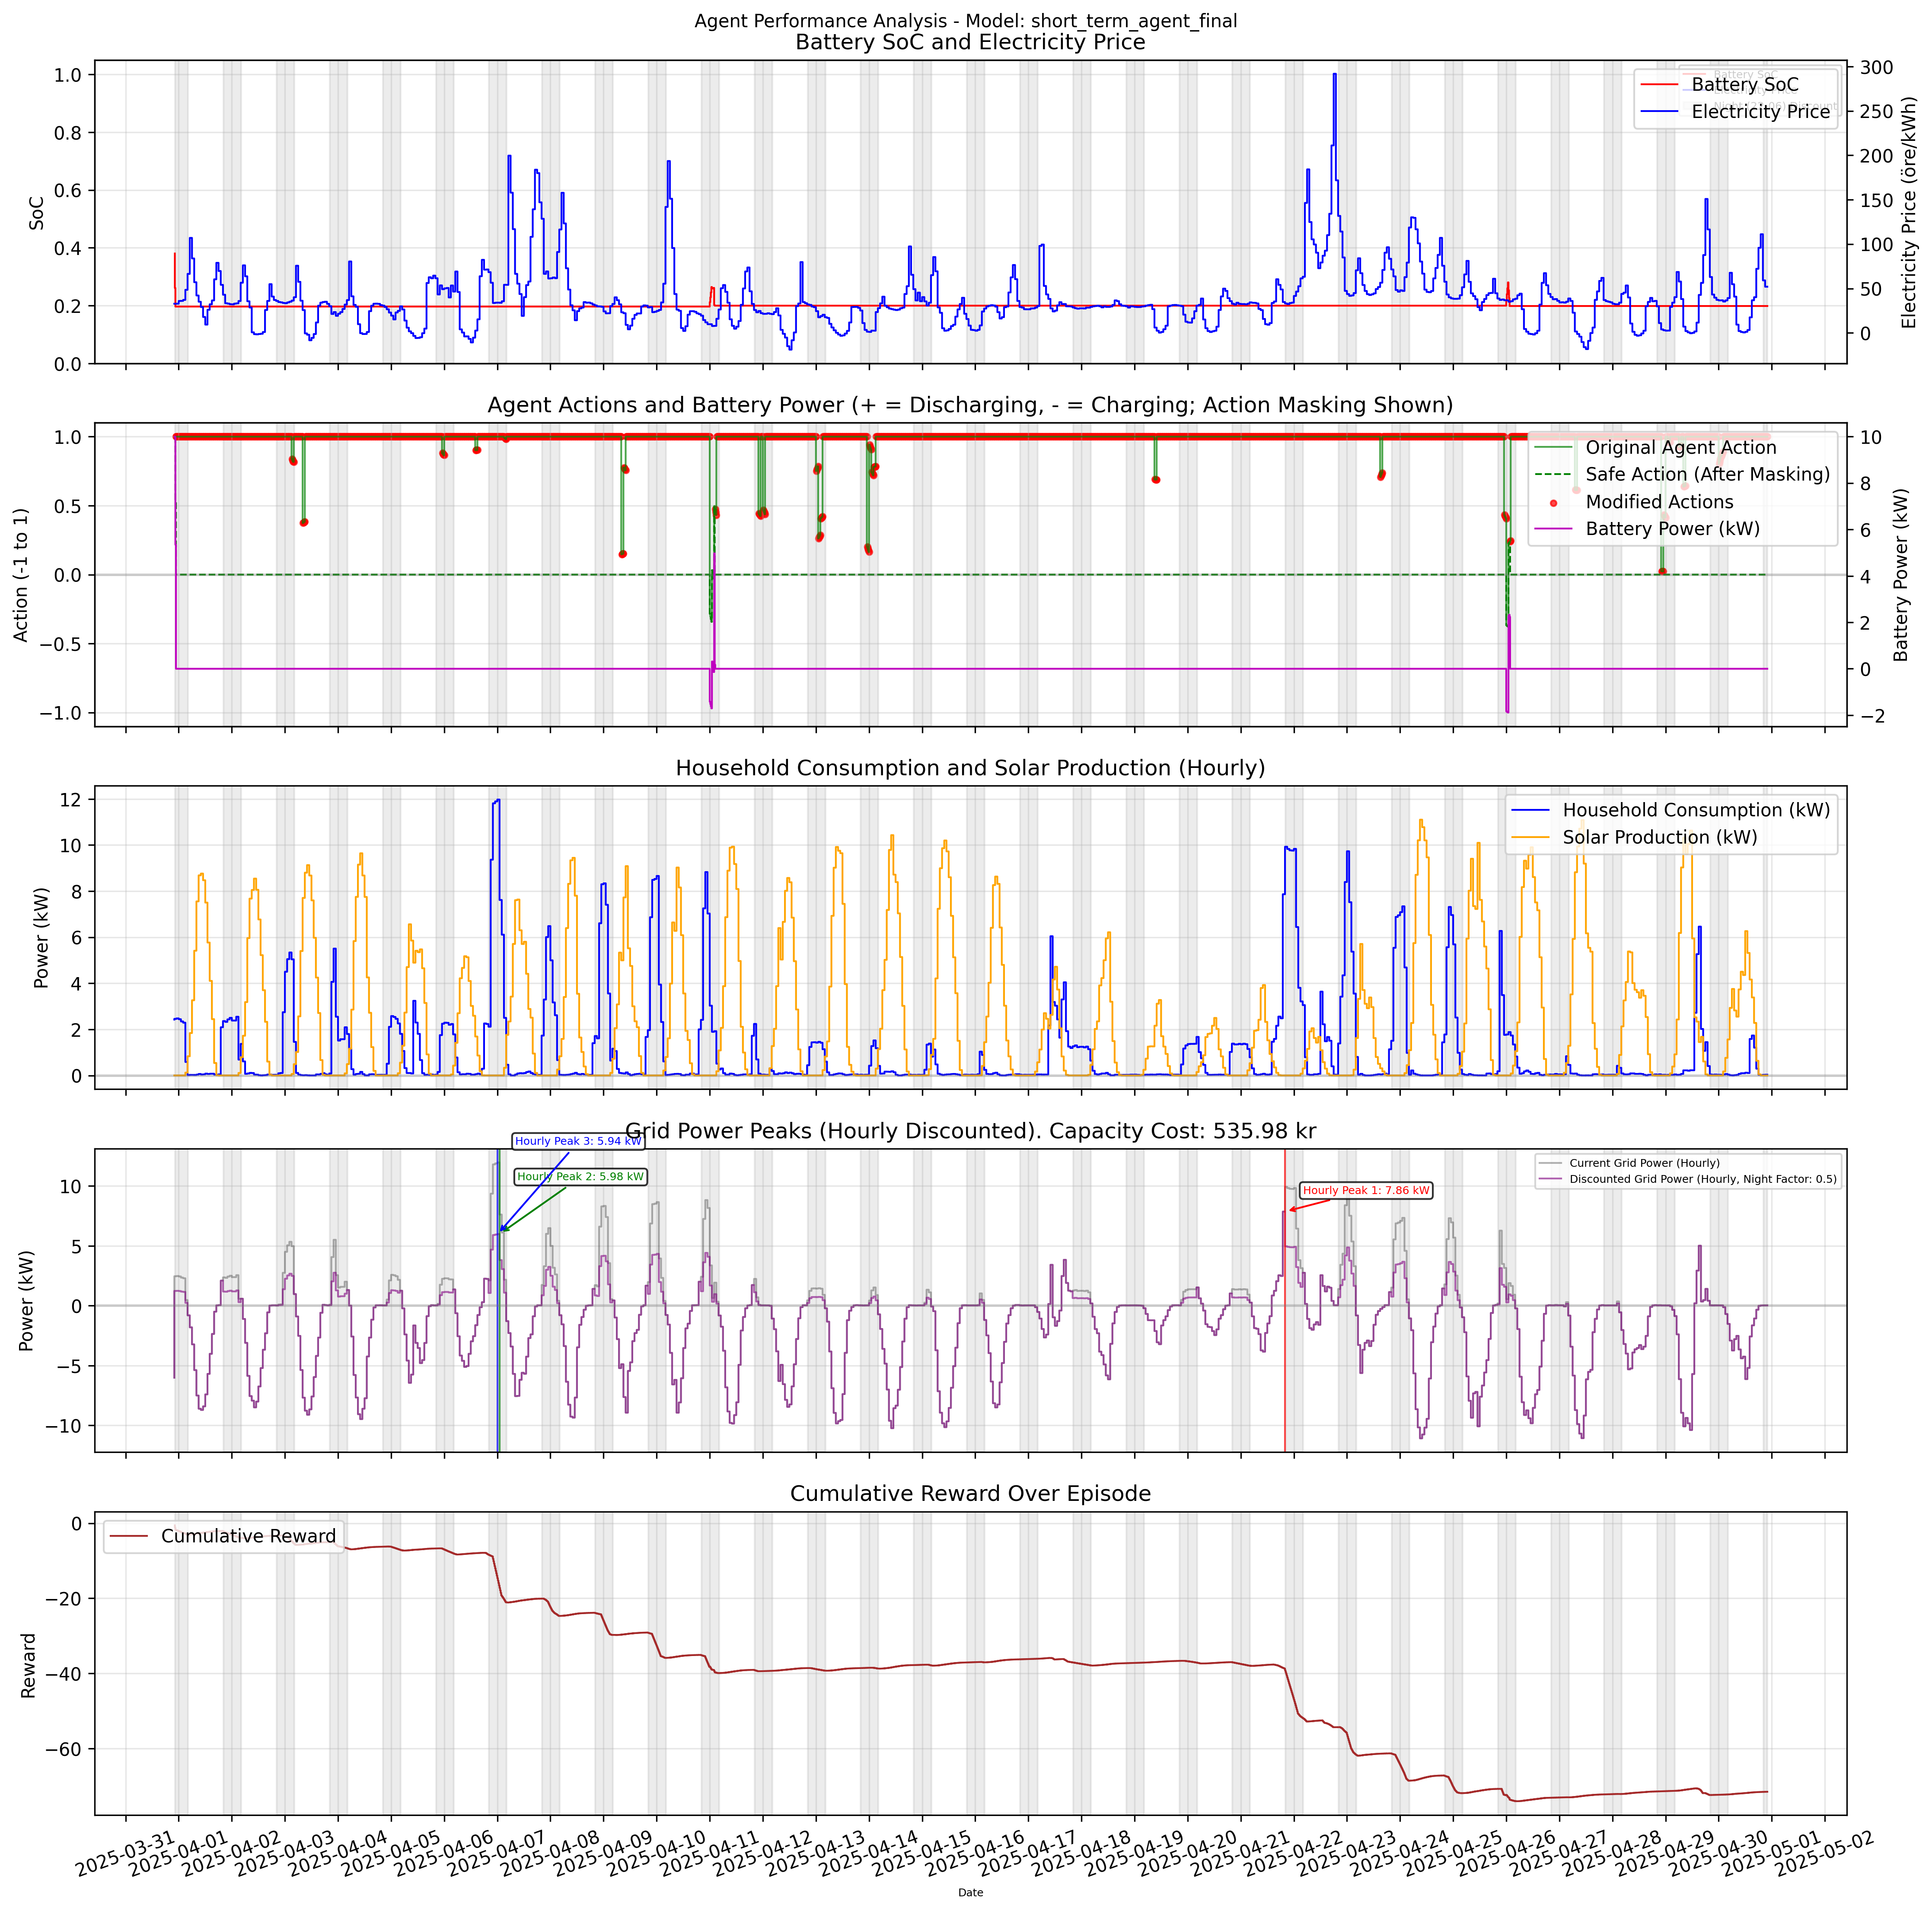 Agent Performance Analysis - Model: short_term_agent_final
Battery SoC and Electricity Price
1.0
0.8
0.6
0.4
0.2
0.0
SoC
300
250
200
150
100
50
0
Electricity Price (öre/kWh)
Battery SoC
Electricity Price
Agent Actions and Battery Power (+ = Discharging, - = Charging; Action Masking Shown)
1.0
0.5
0.0
−0.5
−1.0
Action (-1 to 1)
10
8
6
4
2
0
−2
Battery Power (kW)
Original Agent Action
Safe Action (After Masking)
Modified Actions
Battery Power (kW)
Household Consumption and Solar Production (Hourly)
12
10
8
6
4
2
0
Power (kW)
Household Consumption (kW)
Solar Production (kW)
Grid Power Peaks (Hourly Discounted). Capacity Cost: 535.98 kr
Hourly Peak 3: 5.94 kW
Hourly Peak 2: 5.98 kW
Hourly Peak 1: 7.86 kW
10
5
0
−5
−10
Power (kW)
Current Grid Power (Hourly)
Discounted Grid Power (Hourly, Night Factor: 0.5)
Cumulative Reward Over Episode
0
−20
−40
−60
Reward
Cumulative Reward
2025-03-31
2025-04-01
2025-04-02
2025-04-03
2025-04-04
2025-04-05
2025-04-06
2025-04-07
2025-04-08
2025-04-09
2025-04-10
2025-04-11
2025-04-12
2025-04-13
2025-04-14
2025-04-15
2025-04-16
2025-04-17
2025-04-18
2025-04-19
2025-04-20
2025-04-21
2025-04-22
2025-04-23
2025-04-24
2025-04-25
2025-04-26
2025-04-27
2025-04-28
2025-04-29
2025-04-30
2025-05-01
2025-05-02
Date